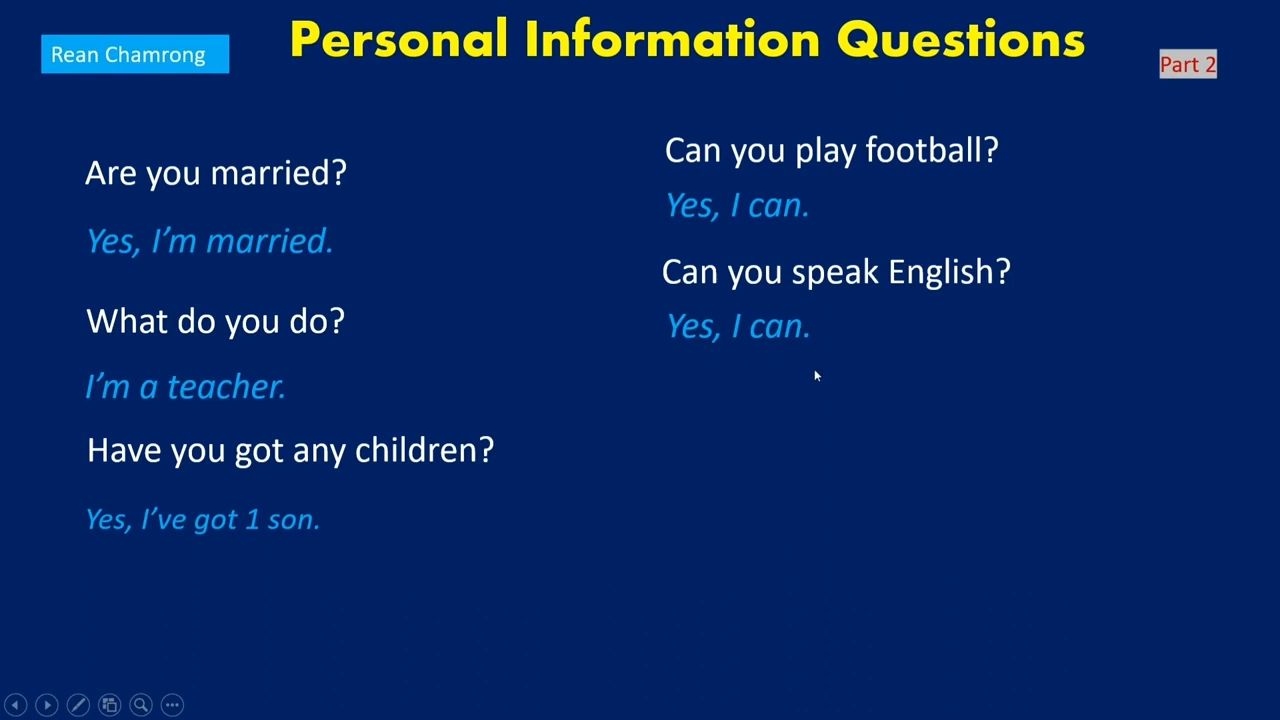 Rean Chamrong
Personal Information Questions
Part 2
Are you married?
Yes, I’m married.
What do you do?
I’m a teacher.
Have you got any children?
Yes, I’ve got 1 son.
Can you play football?
Yes, I can.
Can you speak English?
Yes, I can.